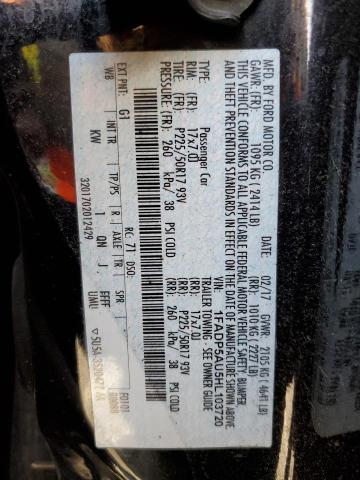 MFD. BY FORD MOTOR CO.
DATE: 02/17 GVWR: 2105 KG ( 4641 LB)
GAWR: (FR) 1095 KG (2414 LB) (RR) 1010 KG (2227 LB)
THIS VEHICLE CONFORMS TO ALL APPLICABLE FEDERAL MOTOR VEHICLE SAFETY, BUMPER,
AND THEFT PREVENTION STANDARDS IN EFFECT ON THE DATE OF MANUFACTURE SHOWN ABOVE.
VIN: 1FADP5AU5HL103720
TYPE: Passenger Car TRAILER TOWING - SEE OWNER GUIDE
RIM: (FR) 17x7.0J (RR) 17x7.0J
TIRE: (FR) P225/50R17 93V (RR) P225/50R17 93V
PRESSURE: (FR) 260 kPa/ 38 PSI COLD (RR) 260 kPa/ 38 PSI COLD
EXT PNT: G1 RC: 71 DSO: F0101
WB INT TR TP/PS R AXLE TR SPR
KW 1 QN J UMU
3201702012429